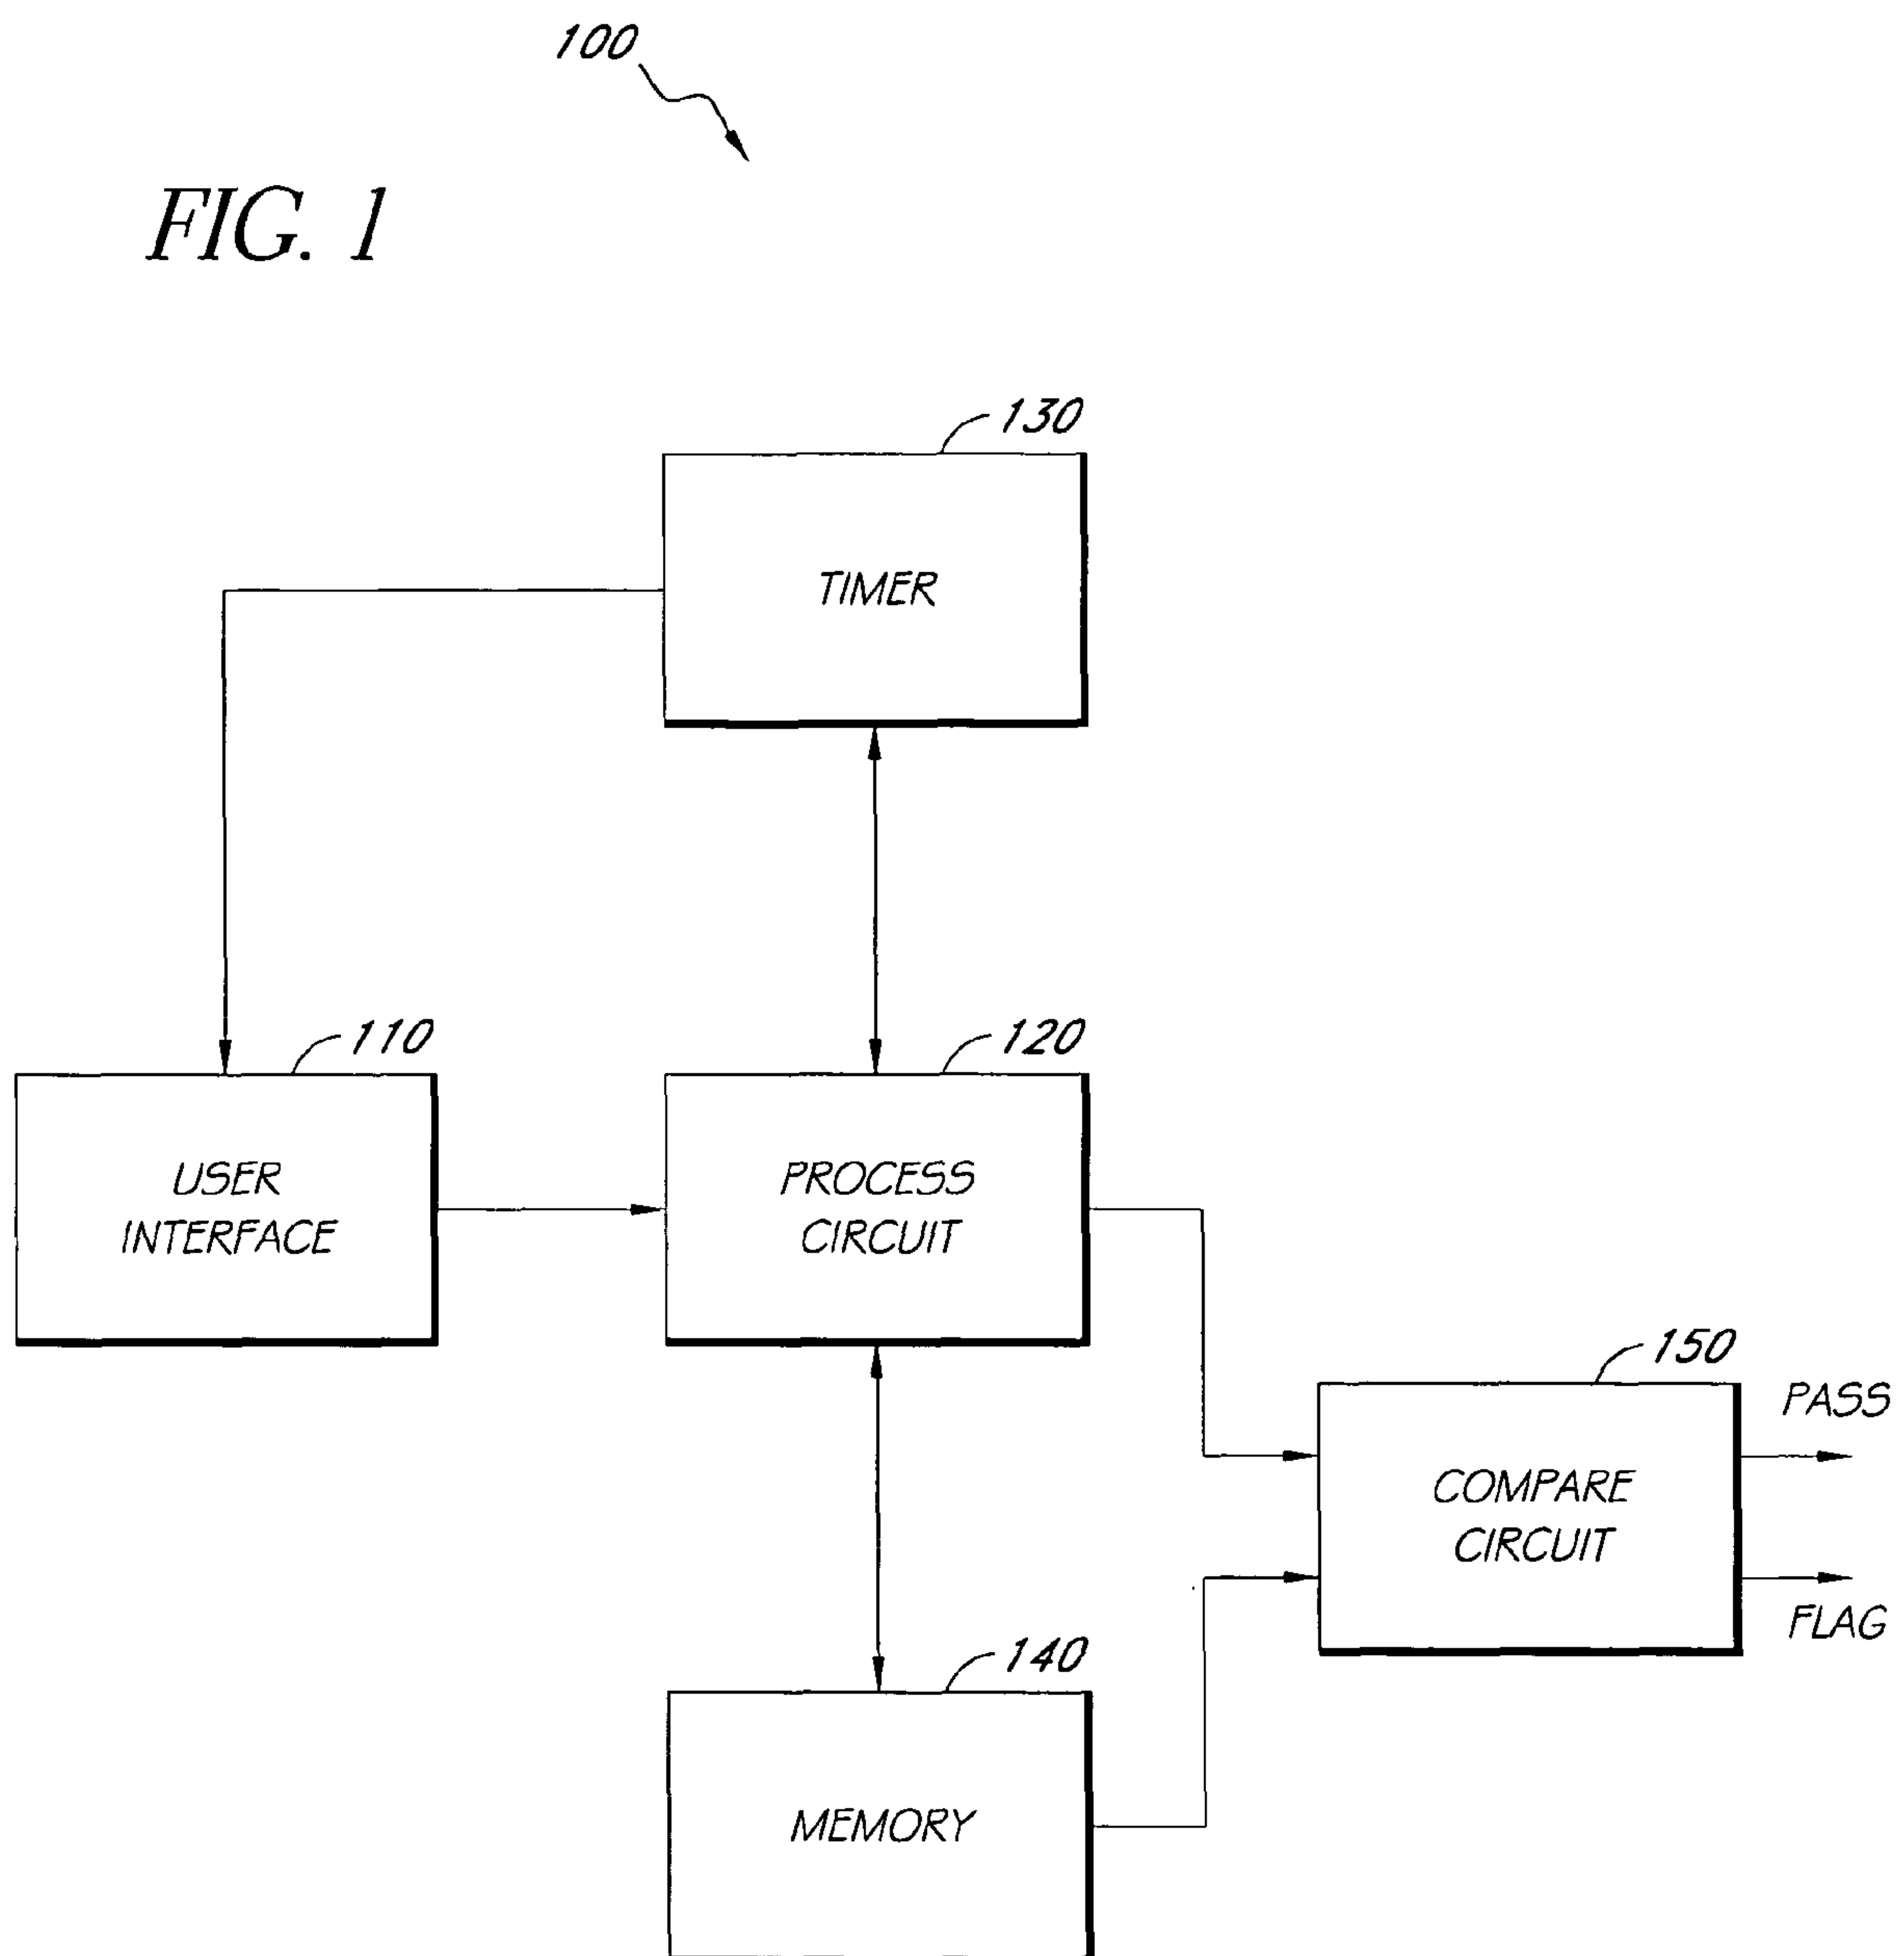 100
FIG. 1
130
TIMER
110
120
USER
INTERFACE
PROCESS
CIRCUIT
150
PASS
COMPARE
CIRCUIT
FLAG
140
MEMORY